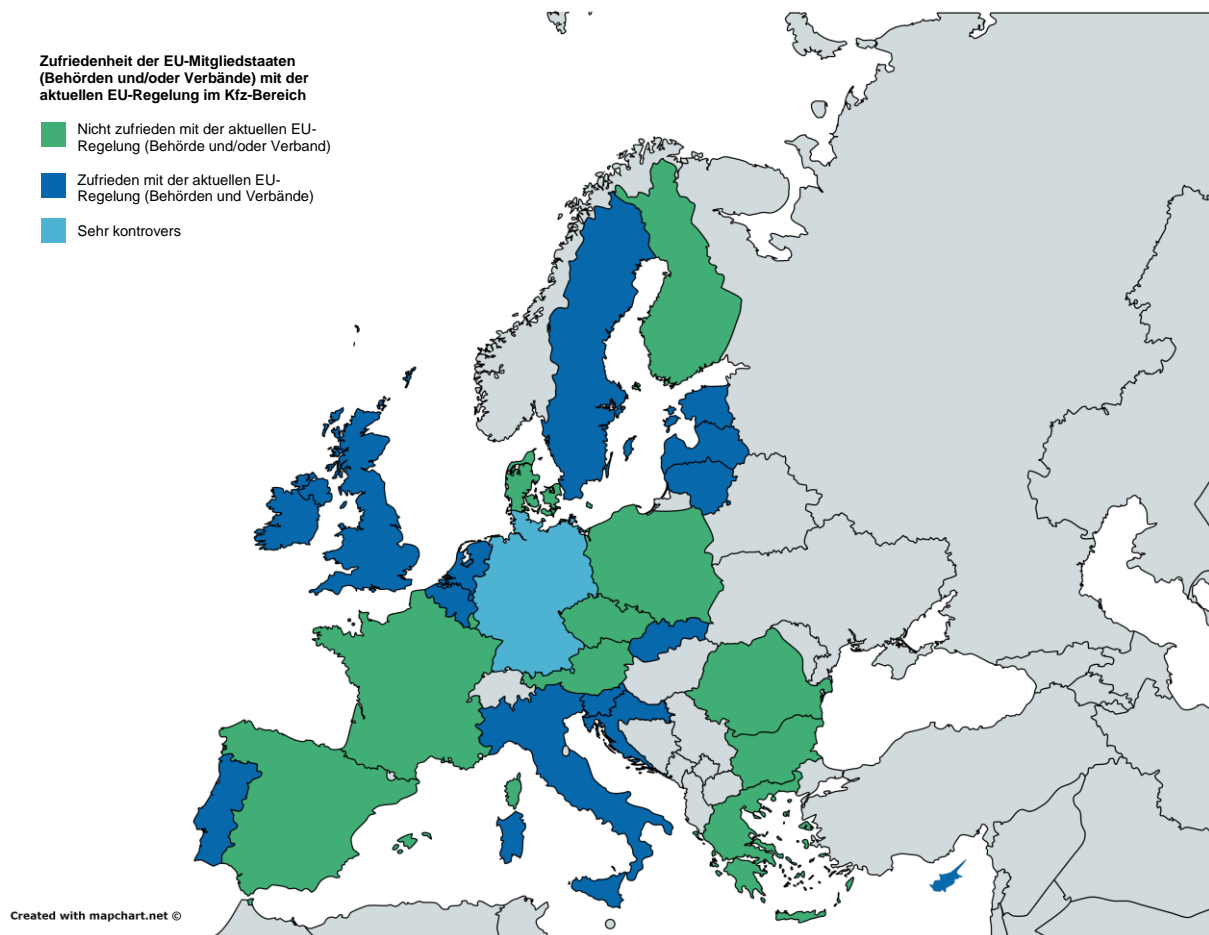 Zufriedenheit der EU-Mitgliedstaaten
(Behörden und/oder Verbände) mit der
aktuellen EU-Regelung im Kfz-Bereich
Nicht zufrieden mit der aktuellen EU-
Regelung (Behörde und/oder Verband)
Zufrieden mit der aktuellen EU-
Regelung (Behörden und Verbände)
Sehr kontrovers
Created with mapchart.net ©